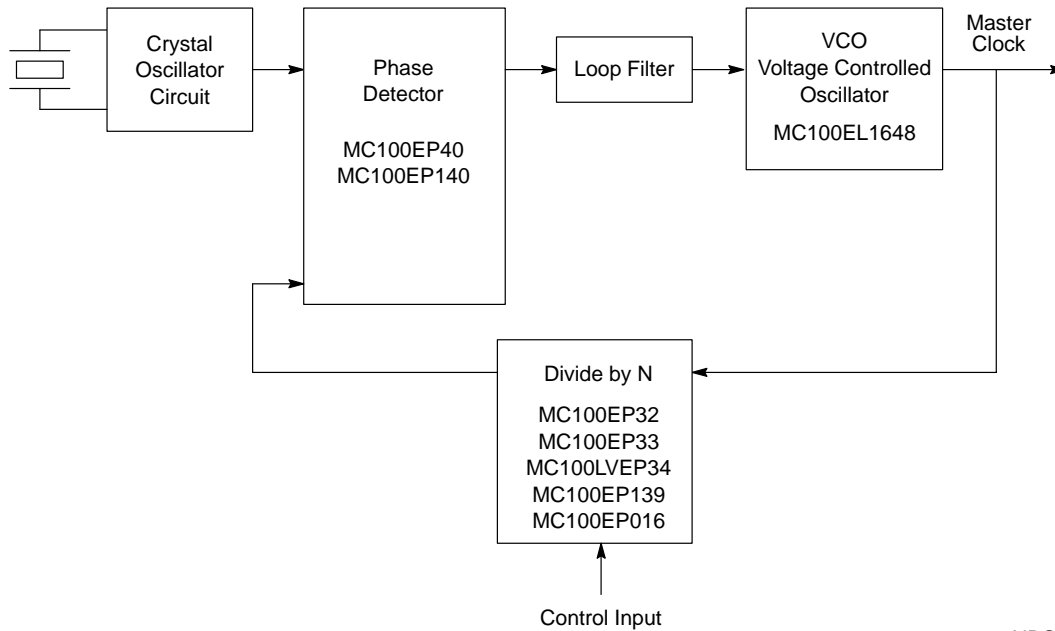 Crystal
Oscillator
Circuit
Phase
Detector
MC100EP40
MC100EP140
Loop Filter
VCO
Voltage Controlled
Oscillator
MC100EL1648
Master
Clock
Divide by N
MC100EP32
MC100EP33
MC100LVEP34
MC100EP139
MC100EP016
Control Input